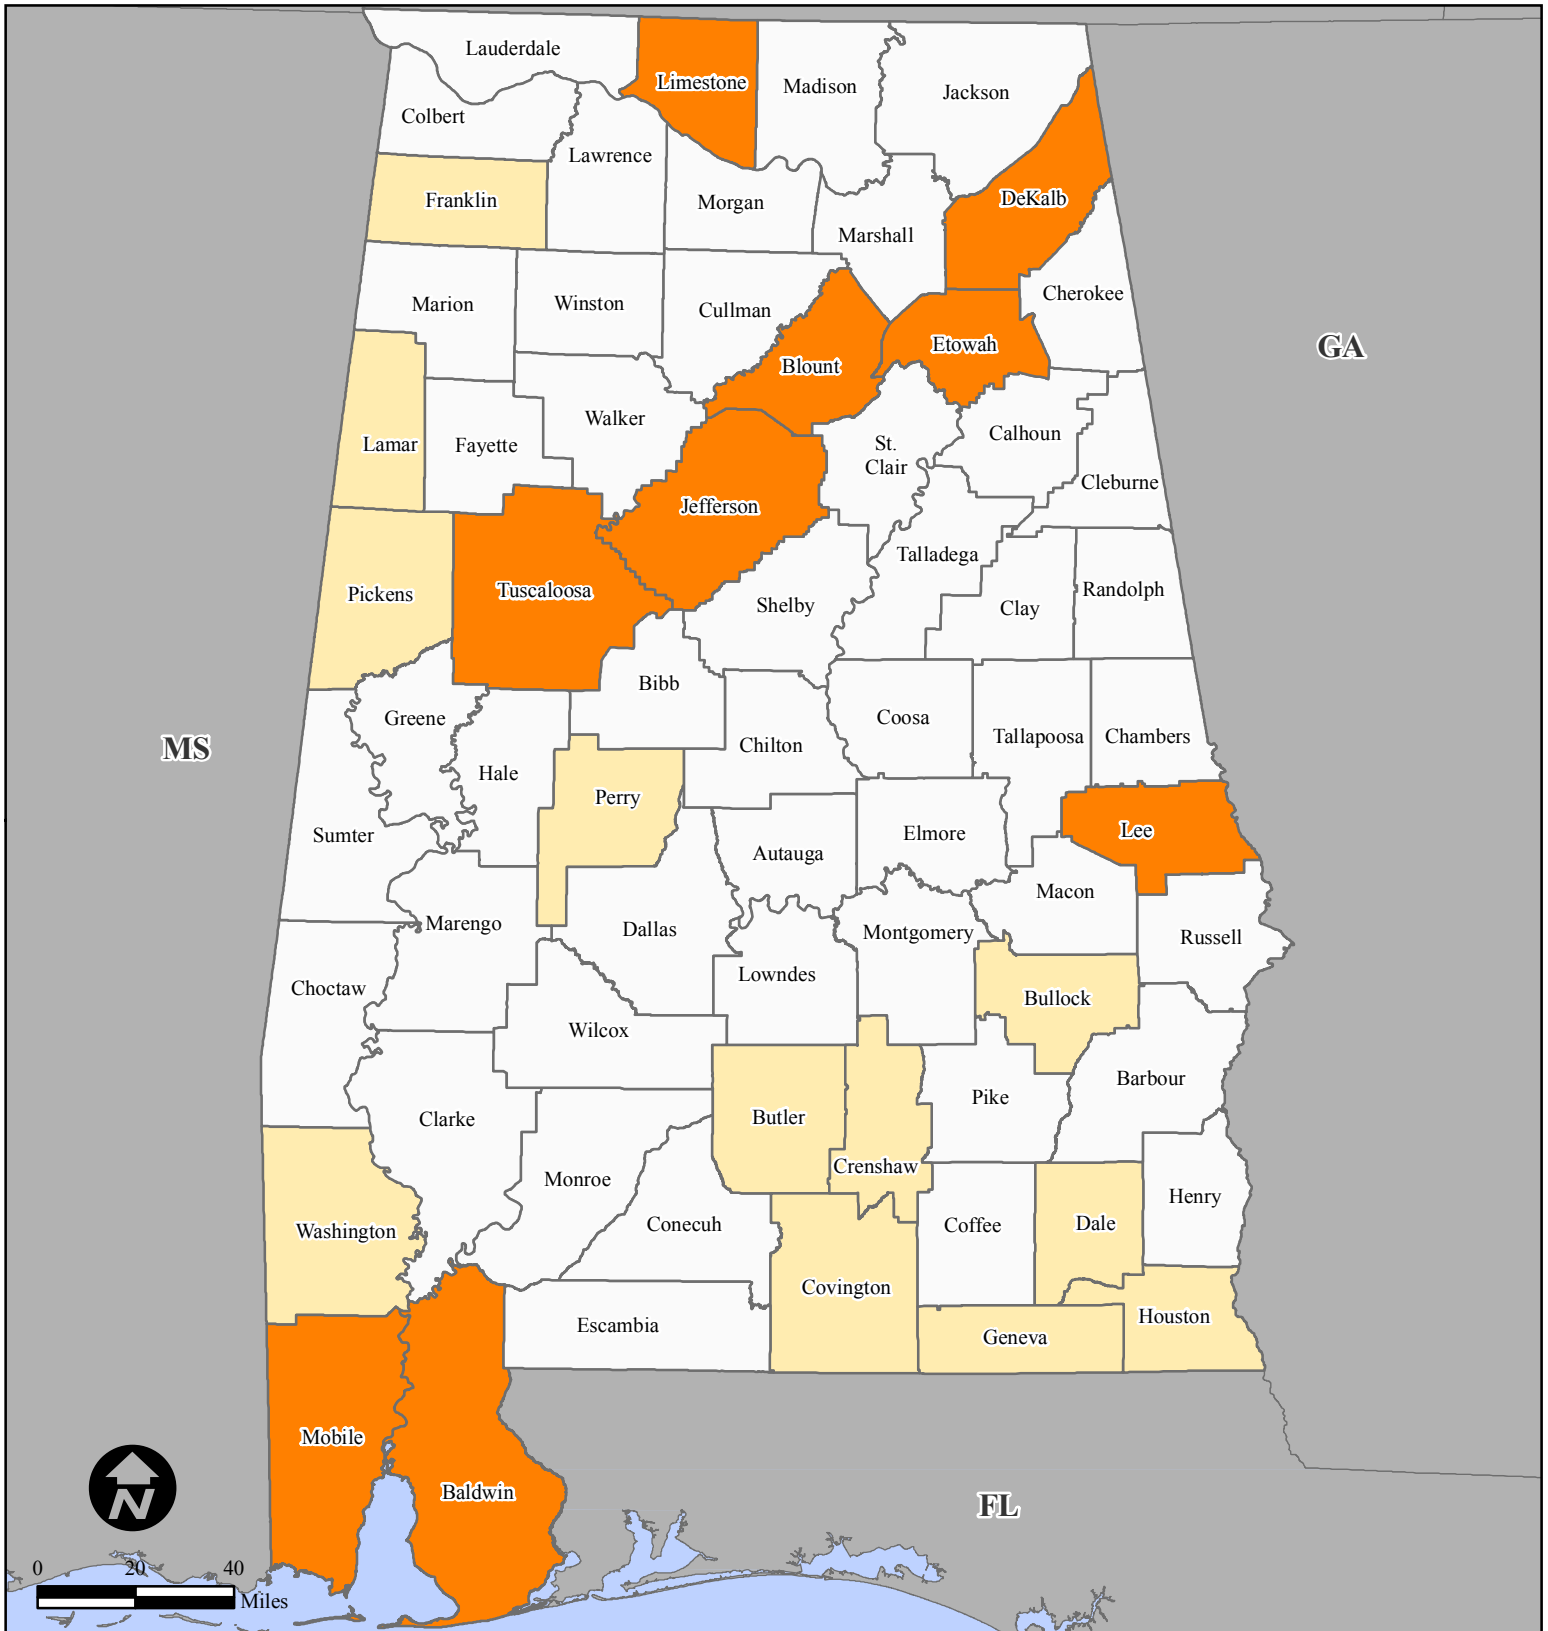 Lauderdale
Limestone
Madison
Jackson
Colbert
Lawrence
Franklin
Morgan
DeKalb
Marshall
Marion
Winston
Cullman
Cherokee
Etowah
GA
Blount
Walker
Lamar
Fayette
St.
Clair
Calhoun
Cleburne
Jefferson
Talladega
Pickens
Tuscaloosa
Shelby
Clay
Randolph
Bibb
Greene
Coosa
Tallapoosa
Chambers
MS
Hale
Chilton
Perry
Sumter
Autauga
Elmore
Lee
Macon
Marengo
Dallas
Montgomery
Russell
Choctaw
Lowndes
Bullock
Wilcox
Barbour
Clarke
Butler
Pike
Crenshaw
Monroe
Henry
Washington
Conecuh
Coffee
Dale
Covington
Escambia
Geneva
Houston
Mobile
Baldwin
N
FL
0 20 40
Miles